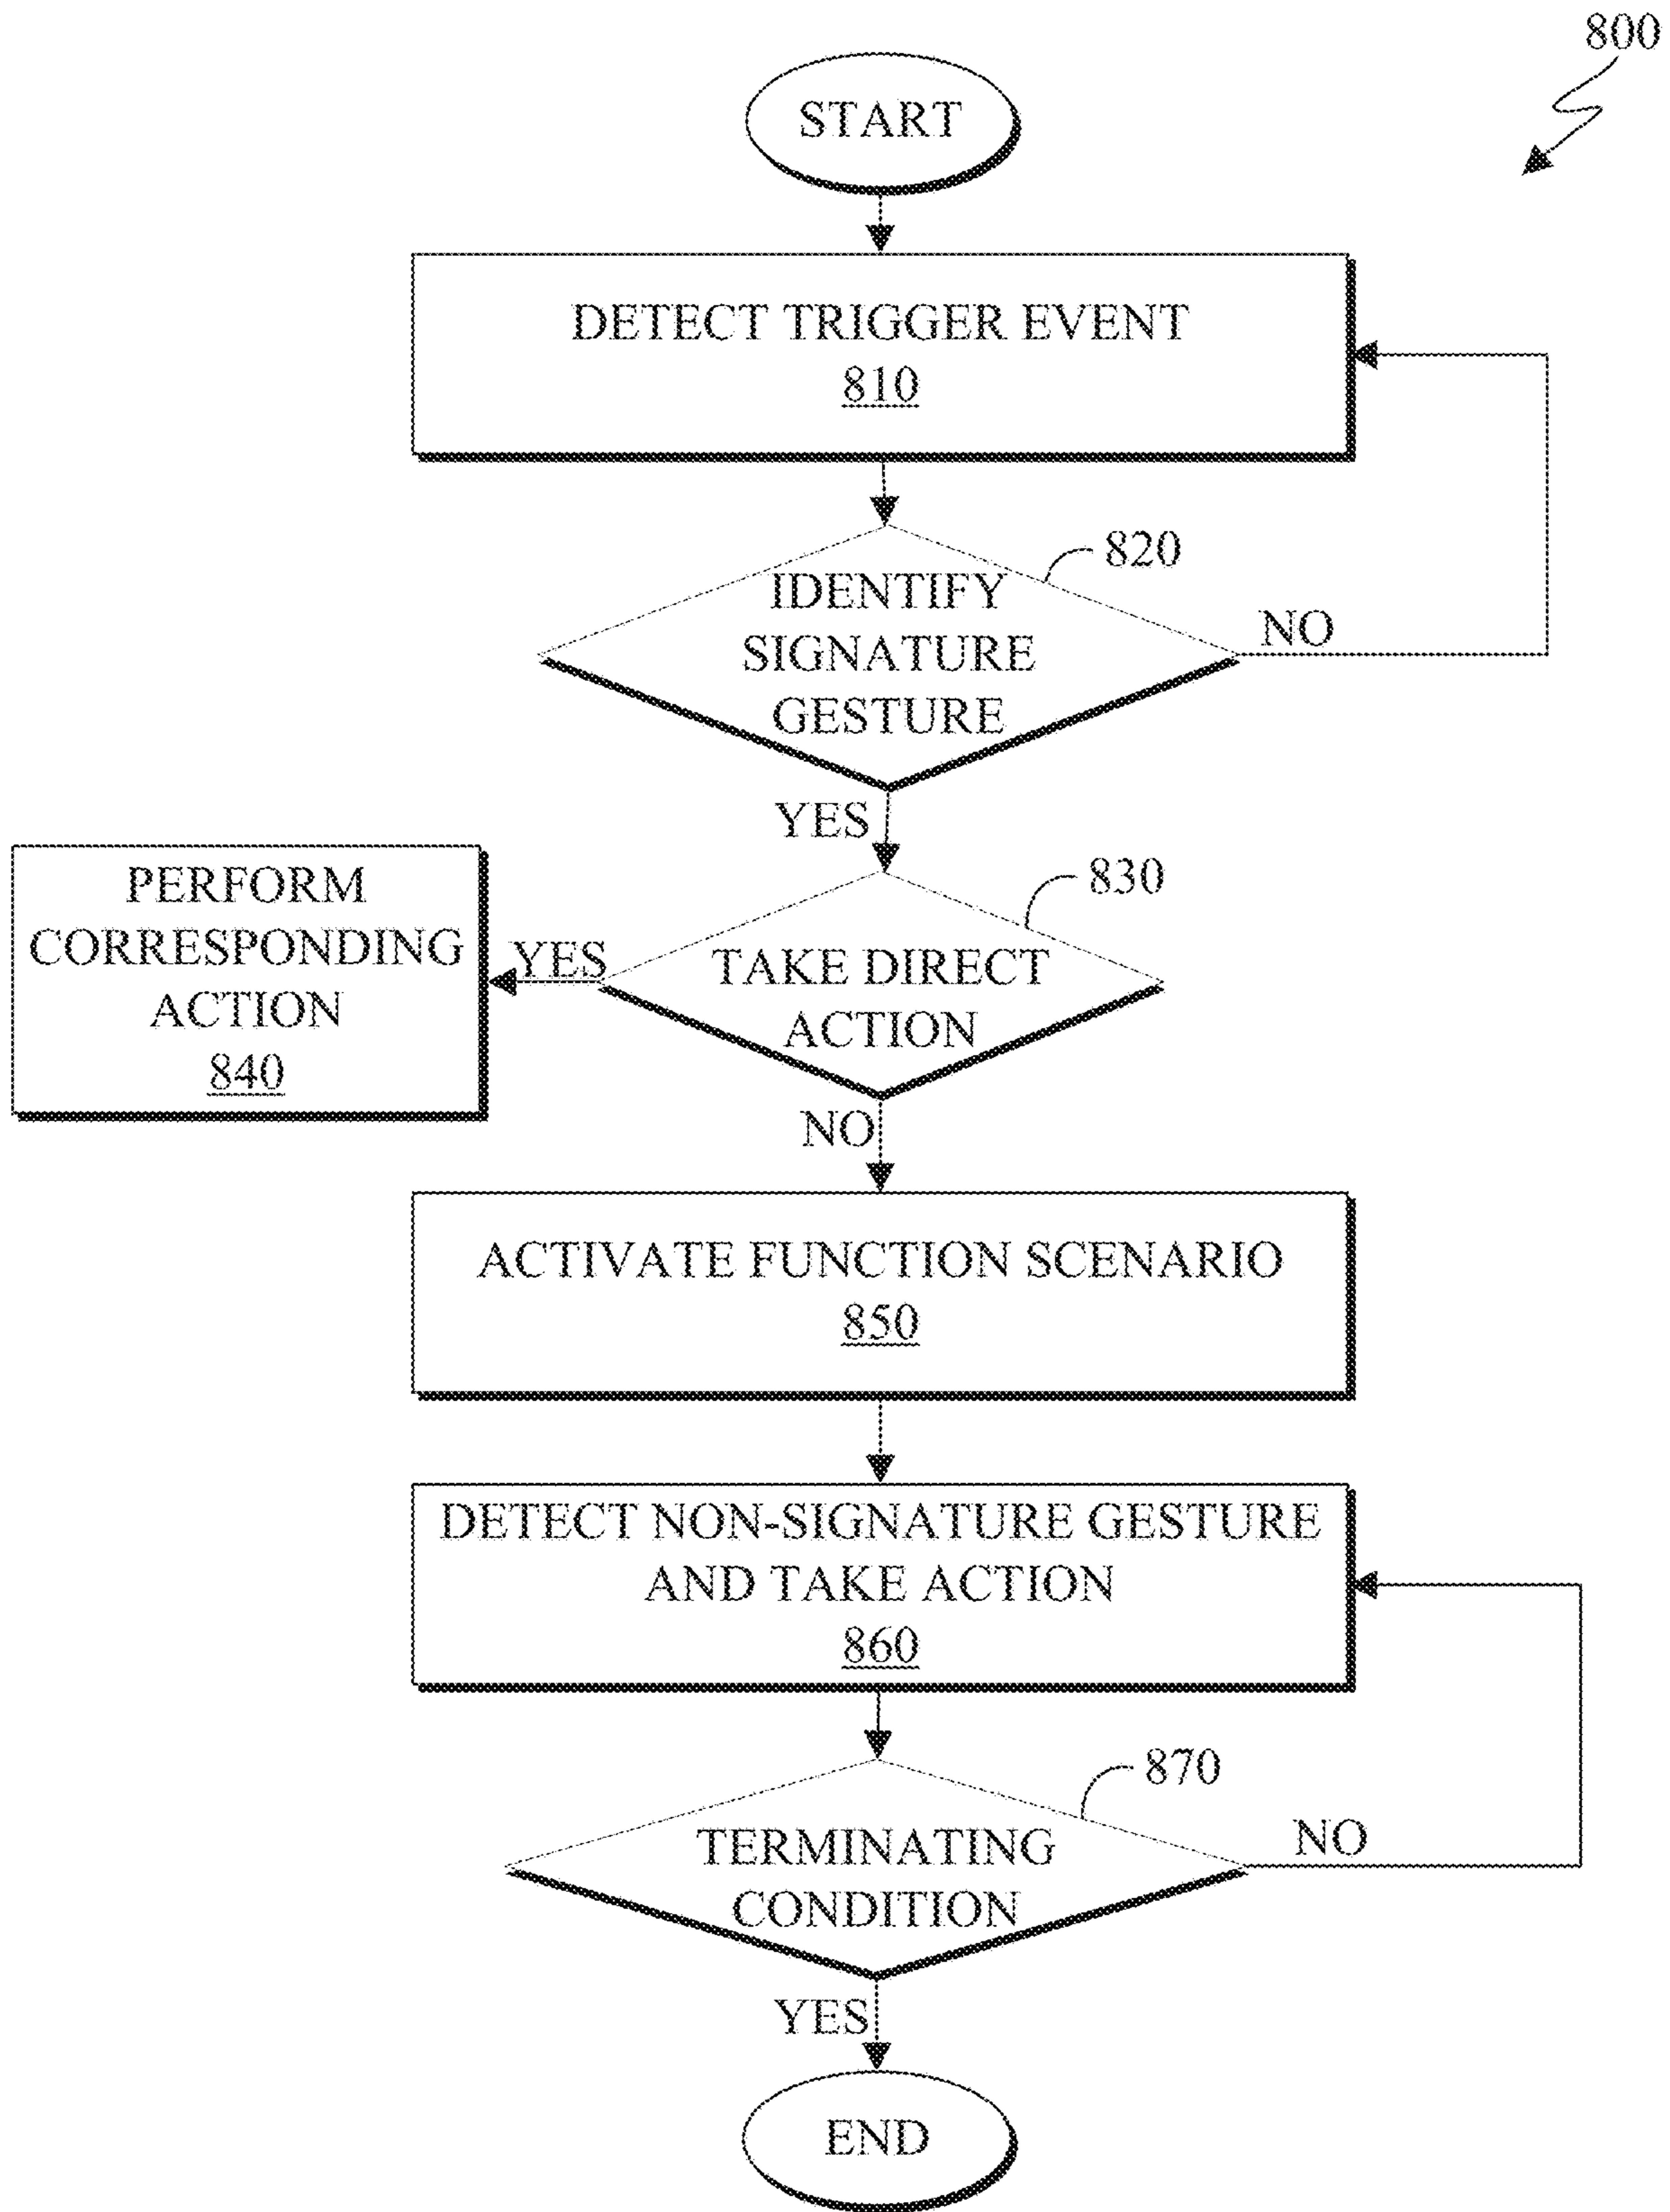 800
START
DETECT TRIGGER EVENT
810
820
IDENTIFY
SIGNATURE
GESTURE
NO
YES
830
PERFORM
CORRESPONDING
ACTION
840
YES
TAKE DIRECT
ACTION
NO
ACTIVATE FUNCTION SCENARIO
850
DETECT NON-SIGNATURE GESTURE
AND TAKE ACTION
860
870
TERMINATING
CONDITION
NO
YES
END